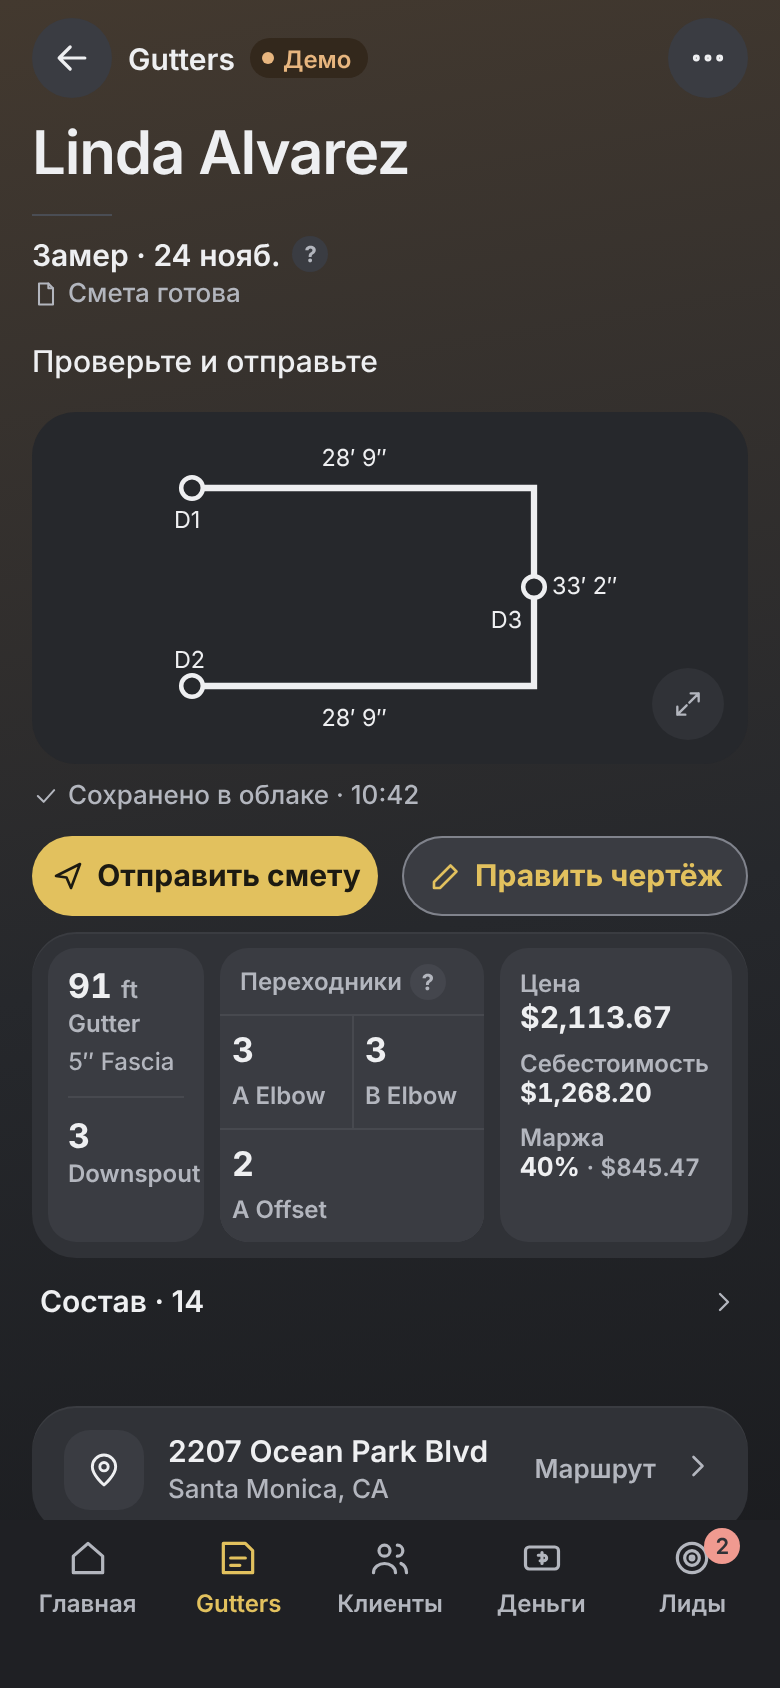 Gutters
Демо
Linda Alvarez
Замер · 24 нояб. ?
Смета готова
Проверьте и отправьте
28′ 9″
D1
33′ 2″
D3
D2
28′ 9″
Сохранено в облаке · 10:42
Отправить смету
Править чертёж
91 ft
Gutter
5″ Fascia
3
Downspout
Переходники ?
3
A Elbow
3
B Elbow
2
A Offset
Цена
$2,113.67
Себестоимость
$1,268.20
Маржа
40% · $845.47
Состав · 14
2207 Ocean Park Blvd
Santa Monica, CA
Маршрут
2
Главная
Gutters
Клиенты
Деньги
Лиды